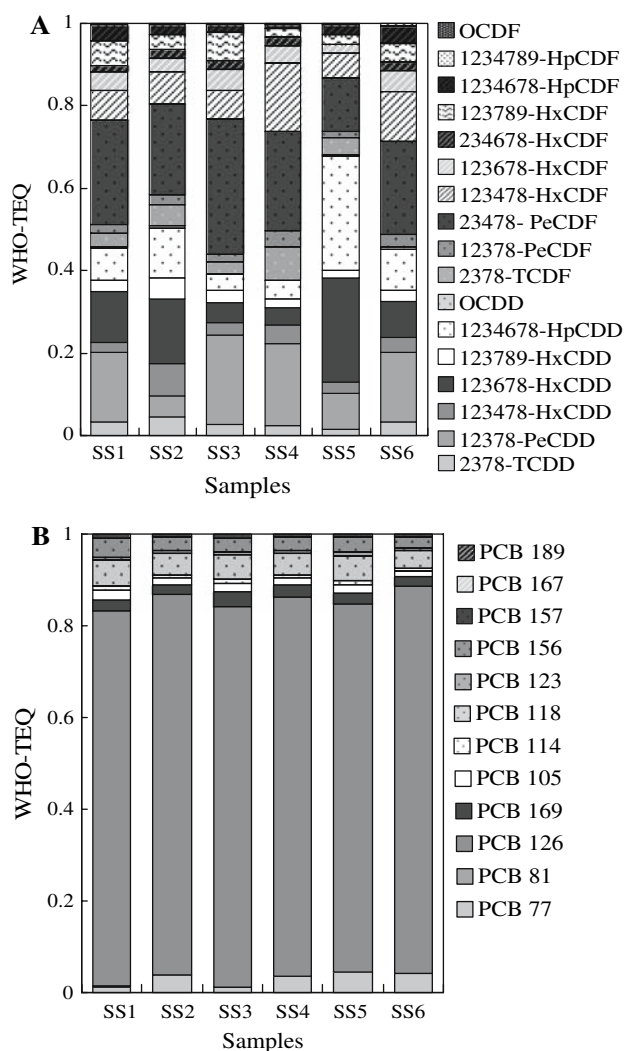 A
1
0.8
0.6
0.4
0.2
0
WHO-TEQ
SS1 SS2 SS3 SS4 SS5 SS6
Samples
OCDF
1234789-HpCDF
1234678-HpCDF
123789-HxCDF
234678-HxCDF
123678-HxCDF
123478-HxCDF
23478- PeCDF
12378-PeCDF
2378-TCDF
OCDD
1234678-HpCDD
123789-HxCDD
123678-HxCDD
123478-HxCDD
12378-PeCDD
2378-TCDD
B
1
0.8
0.6
0.4
0.2
0
WHO-TEQ
SS1 SS2 SS3 SS4 SS5 SS6
Samples
PCB 189
PCB 167
PCB 157
PCB 156
PCB 123
PCB 118
PCB 114
PCB 105
PCB 169
PCB 126
PCB 81
PCB 77